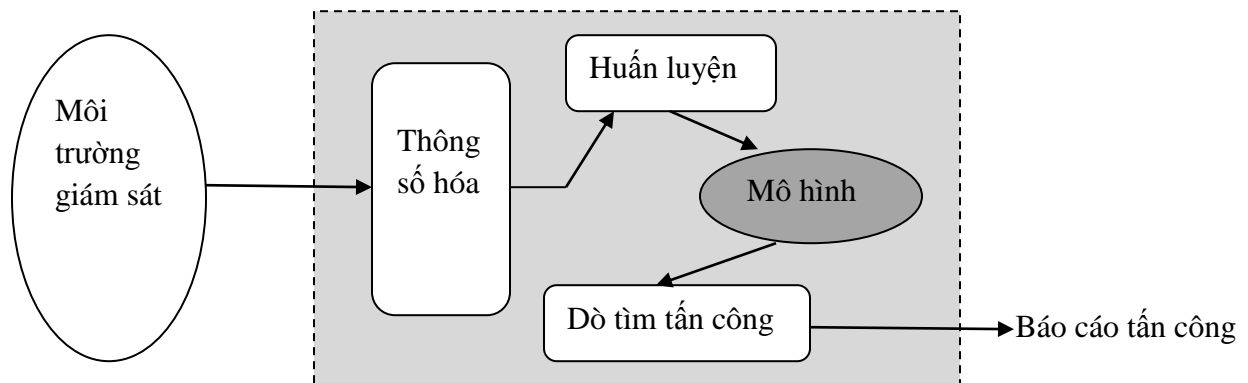 Môi
trường
giám sát
Thông
số hóa
Huấn luyện
Mô hình
Dò tìm tấn công
Báo cáo tấn công